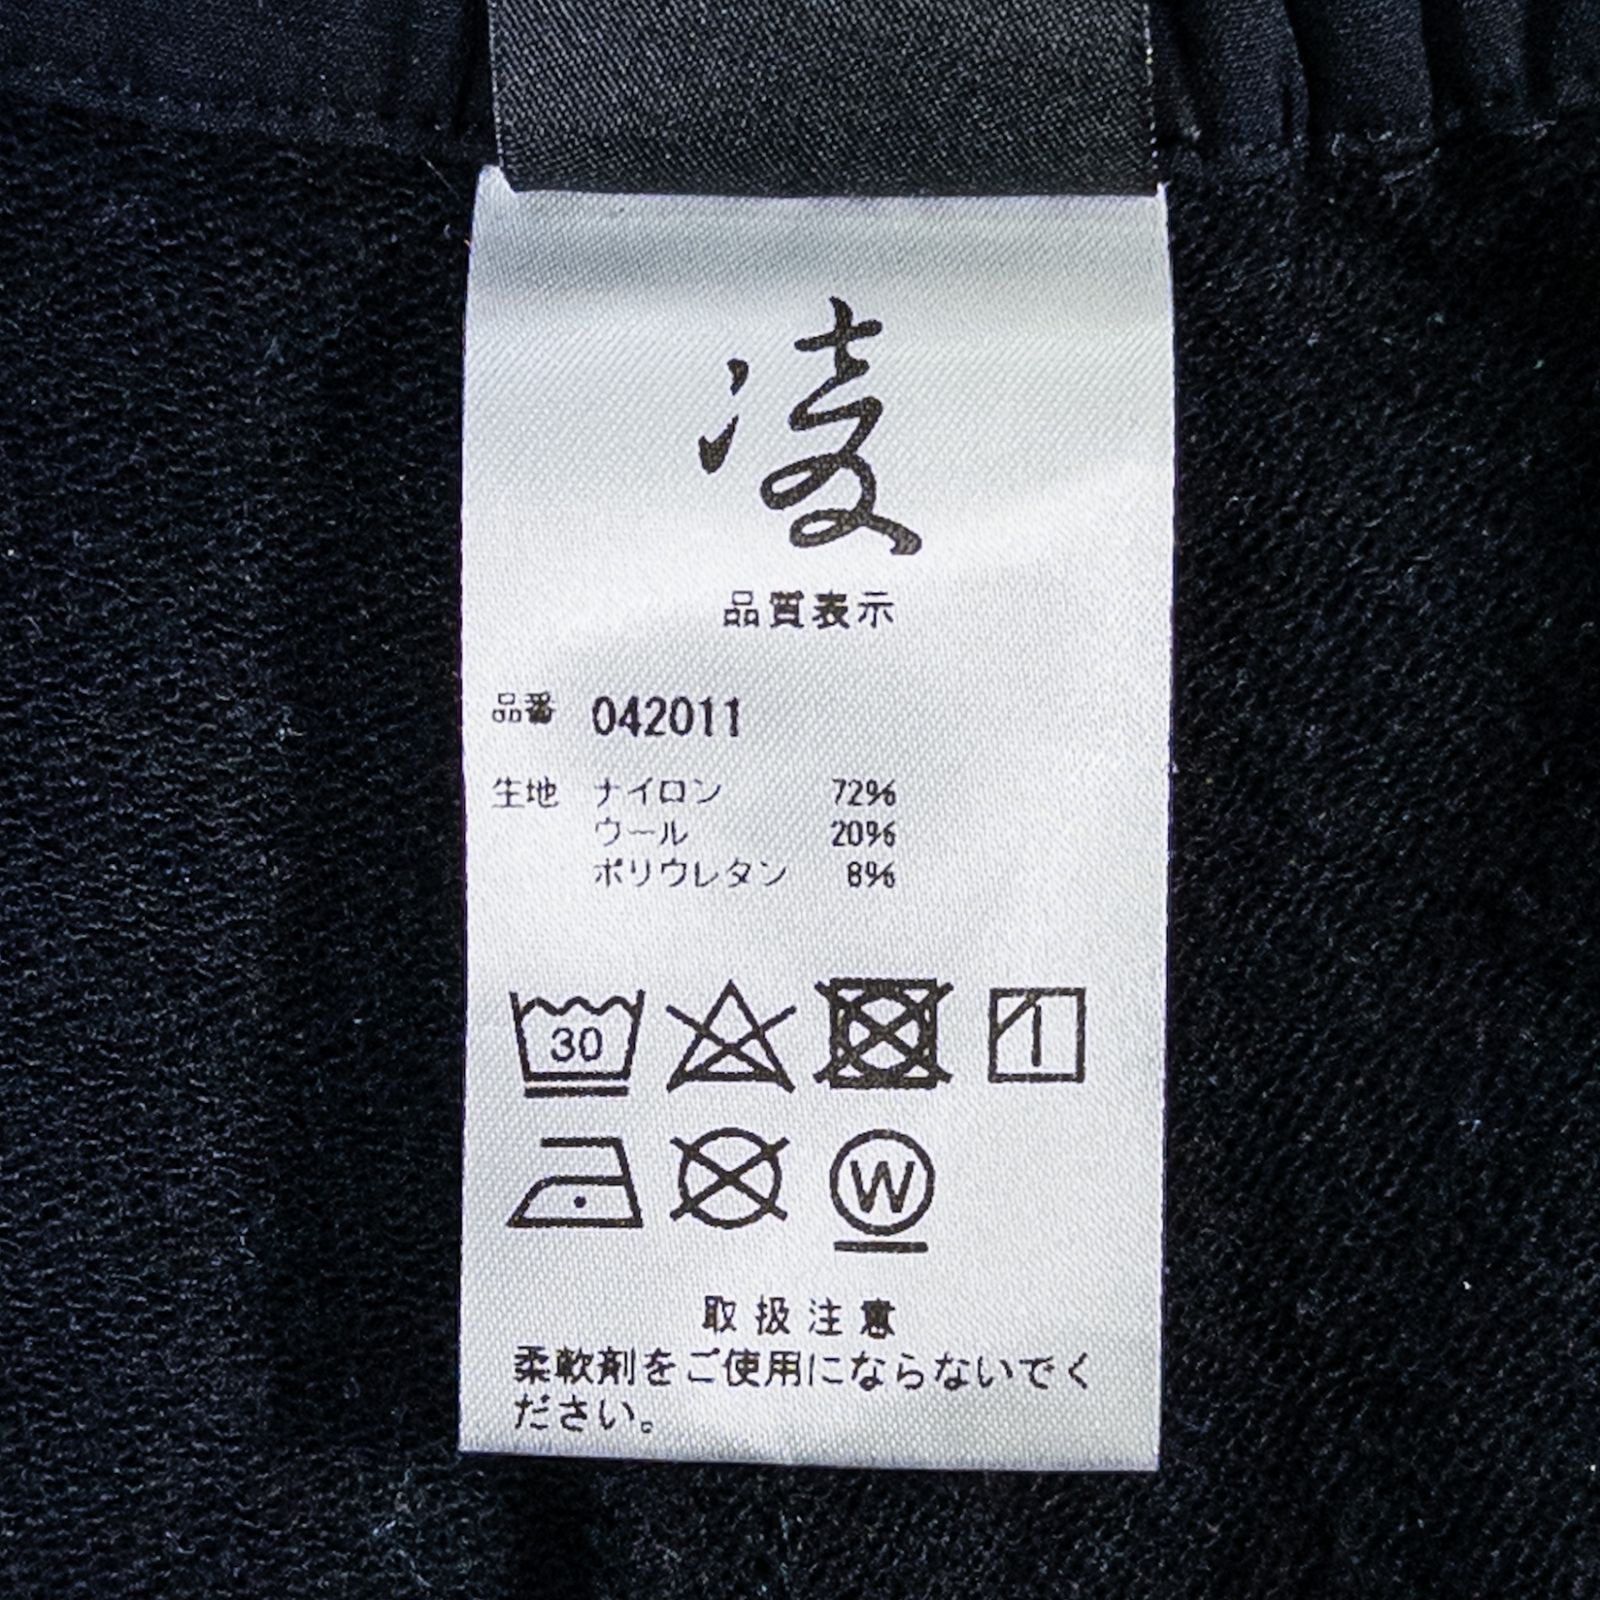 凌
品質表示
品番 042011
生地 ナイロン 72%
ウール 20%
ポリウレタン 8%
30
W
取扱注意
柔軟剤をご使用にならないでく
ださい。